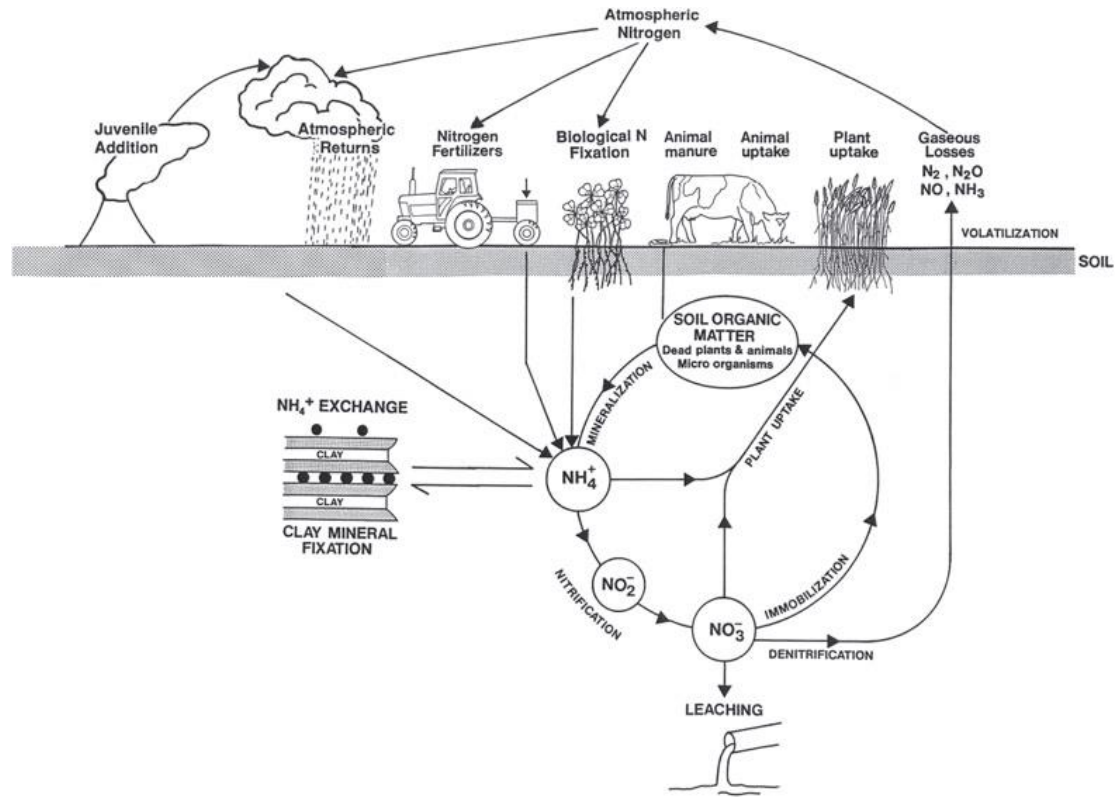 Atmospheric
Nitrogen
Juvenile
Addition
Atmospheric
Returns
Nitrogen
Fertilizers
Biological N
Fixation
Animal
manure
Animal
uptake
Plant
uptake
Gaseous
Losses
N₂ , N₂O
NO , NH₃
VOLATILIZATION
SOIL
SOIL ORGANIC
MATTER
Dead plants & animals
Micro organisms
MINERALIZATION
PLANT UPTAKE
NH₄⁺ EXCHANGE
CLAY
CLAY
CLAY MINERAL
FIXATION
NH₄⁺
NO₂⁻
NITRIFICATION
NO₃⁻
IMMOBILIZATION
DENITRIFICATION
LEACHING